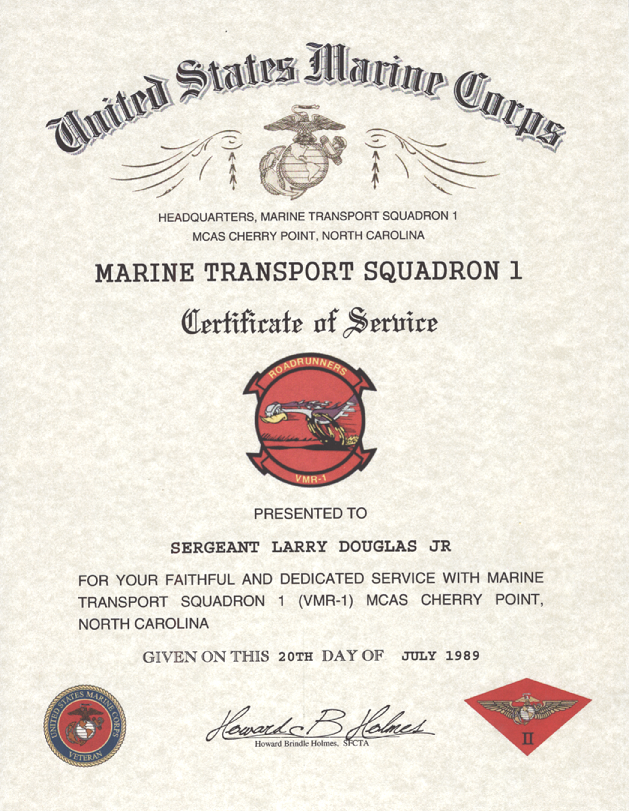 United States Marine Corps
HEADQUARTERS, MARINE TRANSPORT SQUADRON 1
MCAS CHERRY POINT, NORTH CAROLINA
MARINE TRANSPORT SQUADRON 1
Certificate of Service
ROADRUNNERS
VMR-1
PRESENTED TO
SERGEANT LARRY DOUGLAS JR
FOR YOUR FAITHFUL AND DEDICATED SERVICE WITH MARINE
TRANSPORT SQUADRON 1 (VMR-1) MCAS CHERRY POINT,
NORTH CAROLINA
GIVEN ON THIS 20TH DAY OF JULY 1989
UNITED STATES MARINE CORPS
VETERAN
Howard B Holmes
Howard Brindle Holmes, SFCTA
II